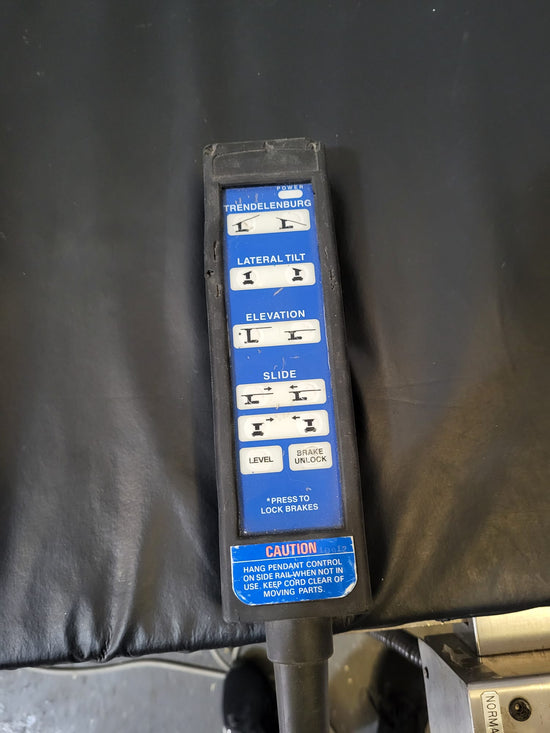 POWER
TRENDELENBURG
LATERAL TILT
ELEVATION
SLIDE
LEVEL
BRAKE
UNLOCK
*PRESS TO
LOCK BRAKES
CAUTION
HANG PENDANT CONTROL
ON SIDE RAIL WHEN NOT IN
USE. KEEP CORD CLEAR OF
MOVING PARTS.